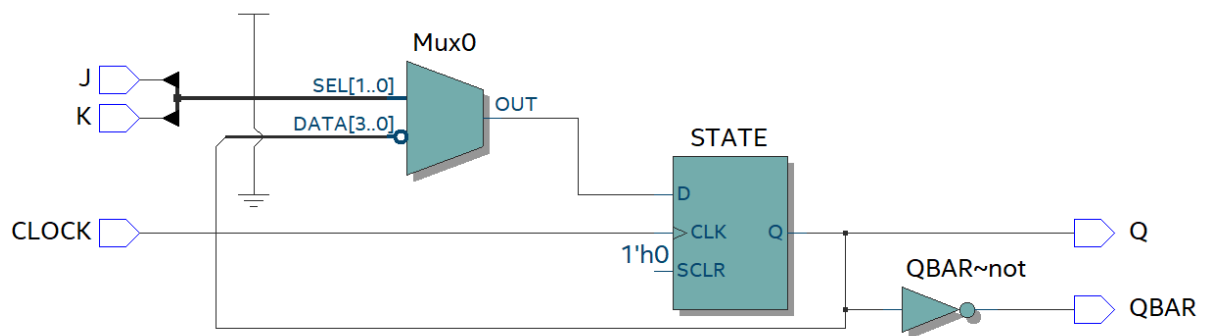 Mux0
J
SEL[1..0]
OUT
K
DATA[3..0]
STATE
D
CLOCK
CLK
Q
Q
1'h0
SCLR
QBAR~not
QBAR